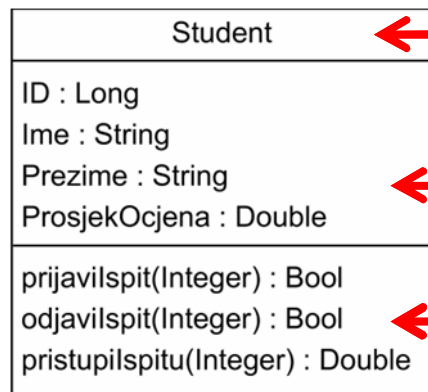 Student
ID : Long
Ime : String
Prezime : String
ProsjekOcjena : Double
prijaviIspit(Integer) : Bool
odjaviIspit(Integer) : Bool
pristupiIspitu(Integer) : Double